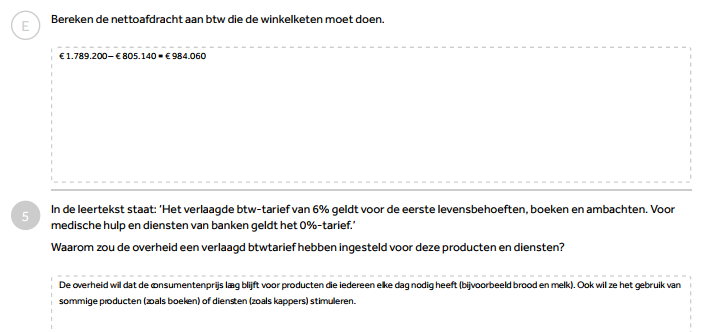 E
Bereken de nettoafdracht aan btw die de winkelketen moet doen.
€ 1.789.200 – € 805.140 = € 984.060
5
In de leertekst staat: ‘Het verlaagde btw-tarief van 6% geldt voor de eerste levensbehoeften, boeken en ambachten. Voor
medische hulp en diensten van banken geldt het 0%-tarief.’
Waarom zou de overheid een verlaagd btwtarief hebben ingesteld voor deze producten en diensten?
De overheid wil dat de consumentenprijs laag blijft voor producten die iedereen elke dag nodig heeft (bijvoorbeeld brood en melk). Ook wil ze het gebruik van
sommige producten (zoals boeken) of diensten (zoals kappers) stimuleren.